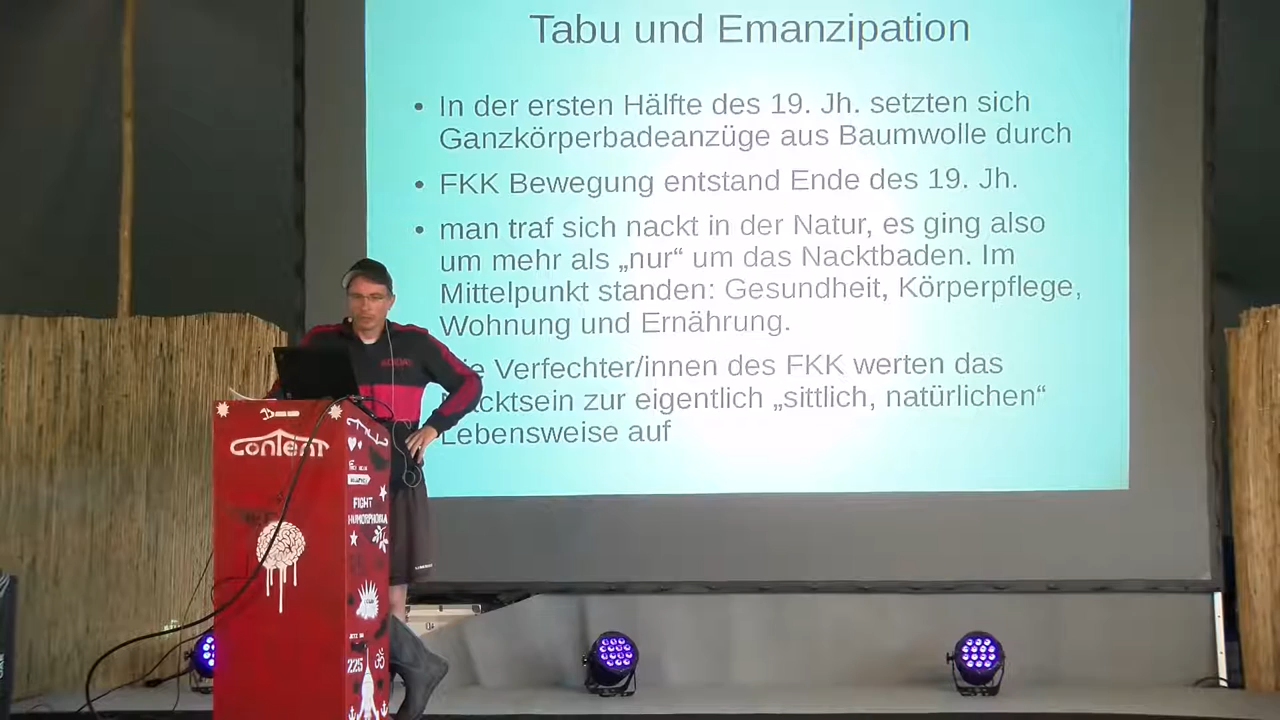 Tabu und Emanzipation
• In der ersten Hälfte des 19. Jh. setzten sich
Ganzkörperbadeanzüge aus Baumwolle durch
• FKK Bewegung entstand Ende des 19. Jh.
• man traf sich nackt in der Natur, es ging also
um mehr als „nur“ um das Nacktbaden. Im
Mittelpunkt standen: Gesundheit, Körperpflege,
Wohnung und Ernährung.
Verfechter/innen des FKK werten das
zur eigentlich „sittlich, natürlichen“
Lebensweise auf
content
FIGHT
HUMORPHOBIA
225